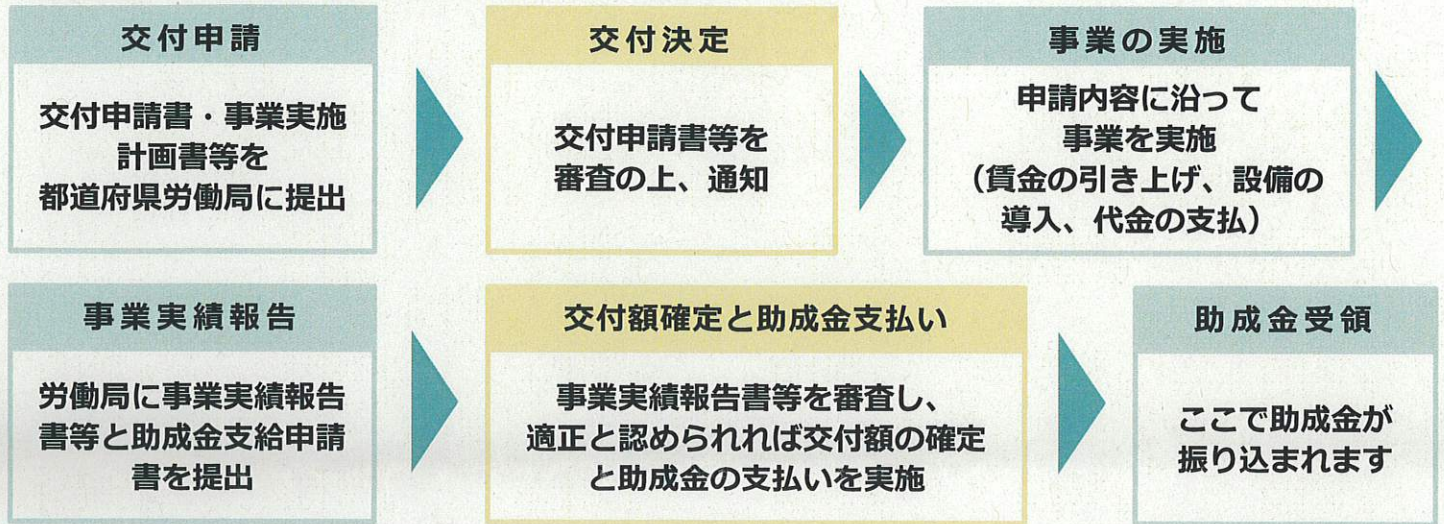 交付申請
交付申請書・事業実施
計画書等を
都道府県労働局に提出
交付決定
交付申請書等を
審査の上、通知
事業の実施
申請内容に沿って
事業を実施
（賃金の引き上げ、設備の
導入、代金の支払）
事業実績報告
労働局に事業実績報告
書等と助成金支給申請
書を提出
交付額確定と助成金支払い
事業実績報告書等を審査し、
適正と認められれば交付額の確定
と助成金の支払いを実施
助成金受領
ここで助成金が
振り込まれます